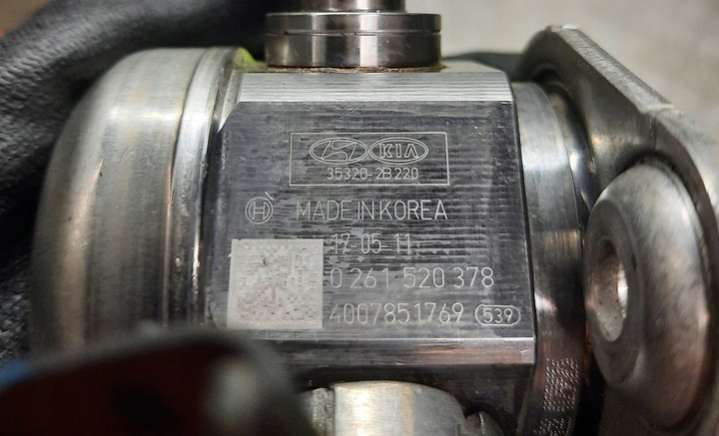 KIA
35320-2B220
MADE IN KOREA
17-05-11
0 261 520 378
4007851769 539